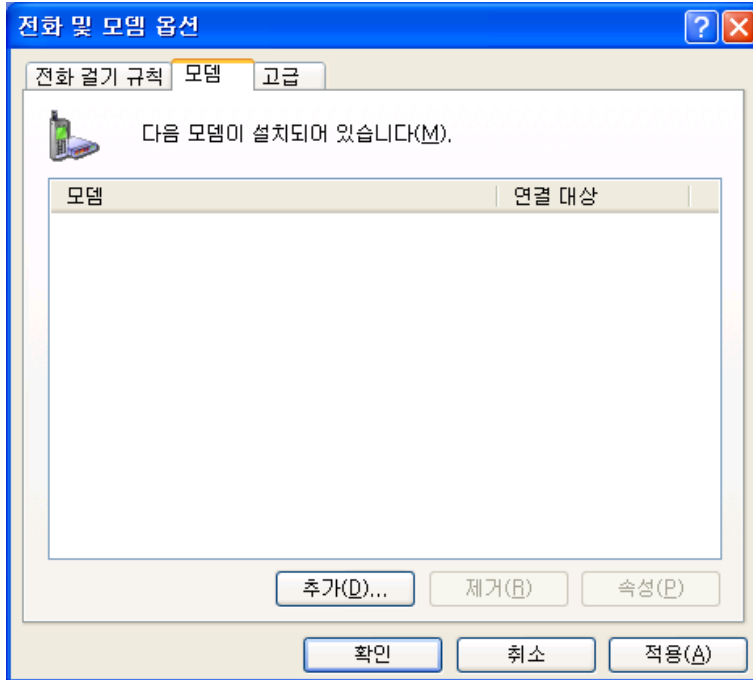 전화 및 모뎀 옵션
전화 걸기 규칙 모뎀 고급
다음 모뎀이 설치되어 있습니다(M).
모뎀 연결 대상
추가(D)... 제거(R) 속성(P)
확인 취소 적용(A)